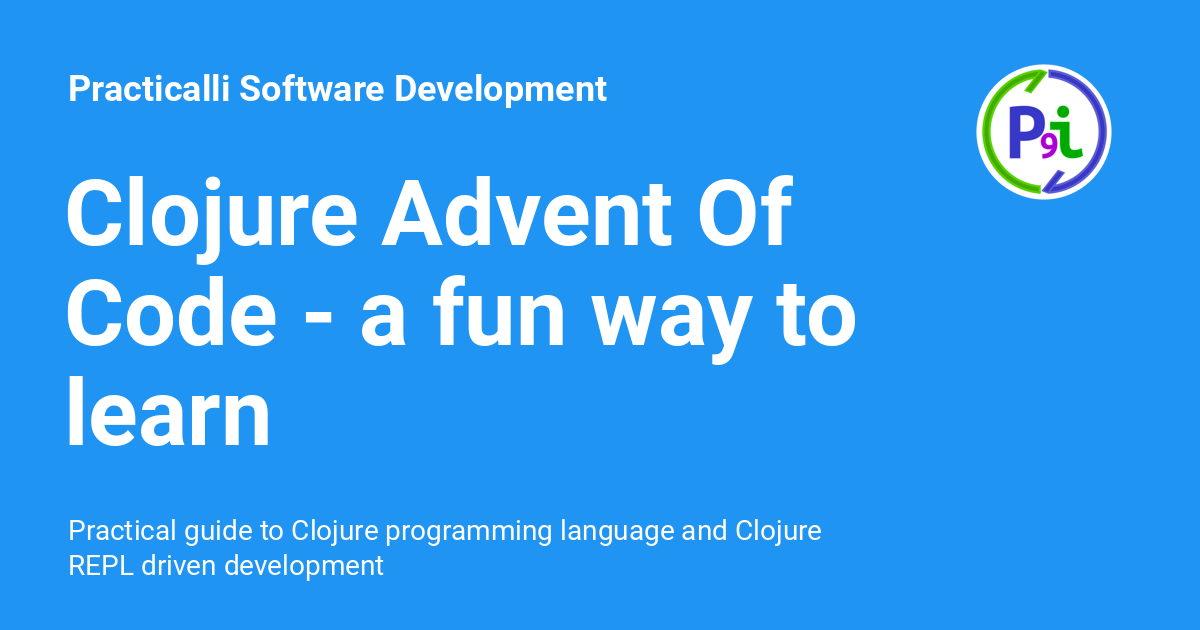 Practicalli Software Development
P9i
Clojure Advent Of
Code - a fun way to
learn
Practical guide to Clojure programming language and Clojure
REPL driven development